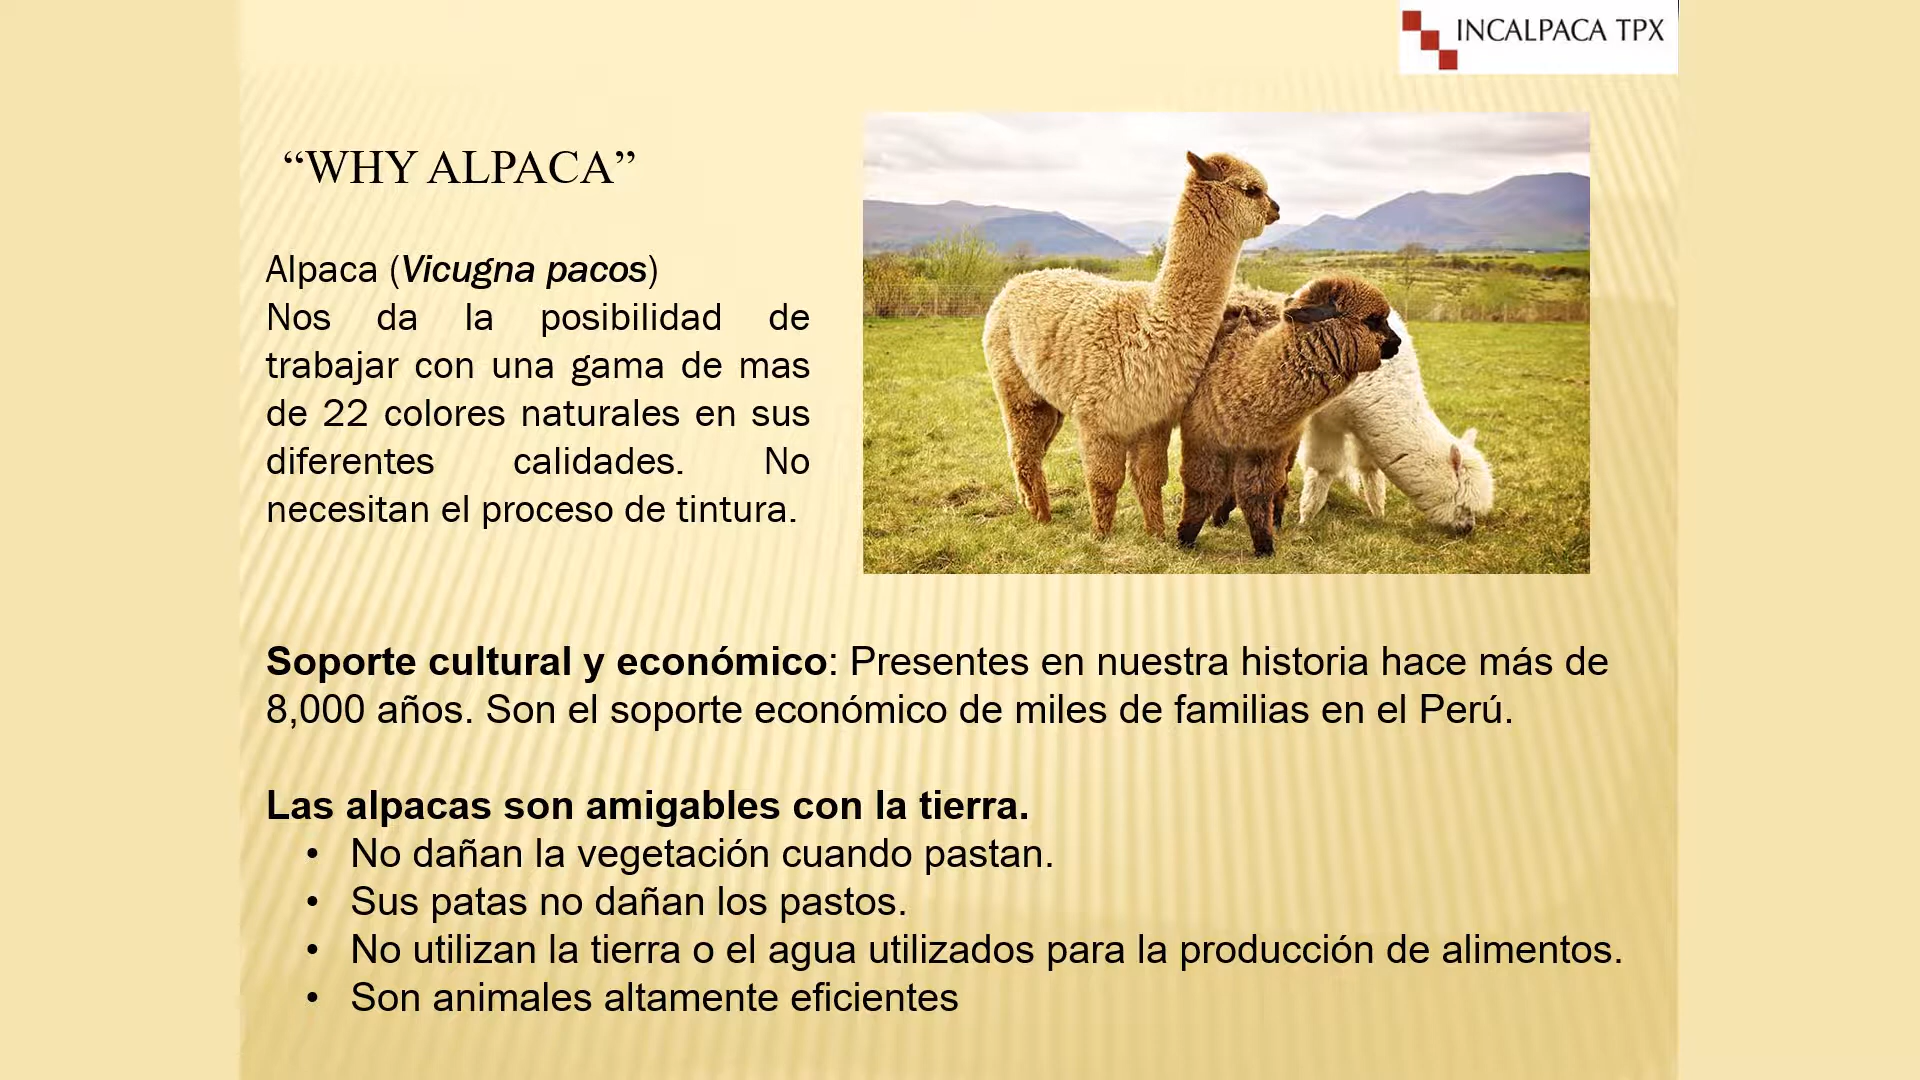 INCALPACA TPX
“WHY ALPACA”
Alpaca (Vicugna pacos)
Nos da la posibilidad de
trabajar con una gama de mas
de 22 colores naturales en sus
diferentes calidades. No
necesitan el proceso de tintura.
Soporte cultural y económico: Presentes en nuestra historia hace más de
8,000 años. Son el soporte económico de miles de familias en el Perú.
Las alpacas son amigables con la tierra.
• No dañan la vegetación cuando pastan.
• Sus patas no dañan los pastos.
• No utilizan la tierra o el agua utilizados para la producción de alimentos.
• Son animales altamente eficientes